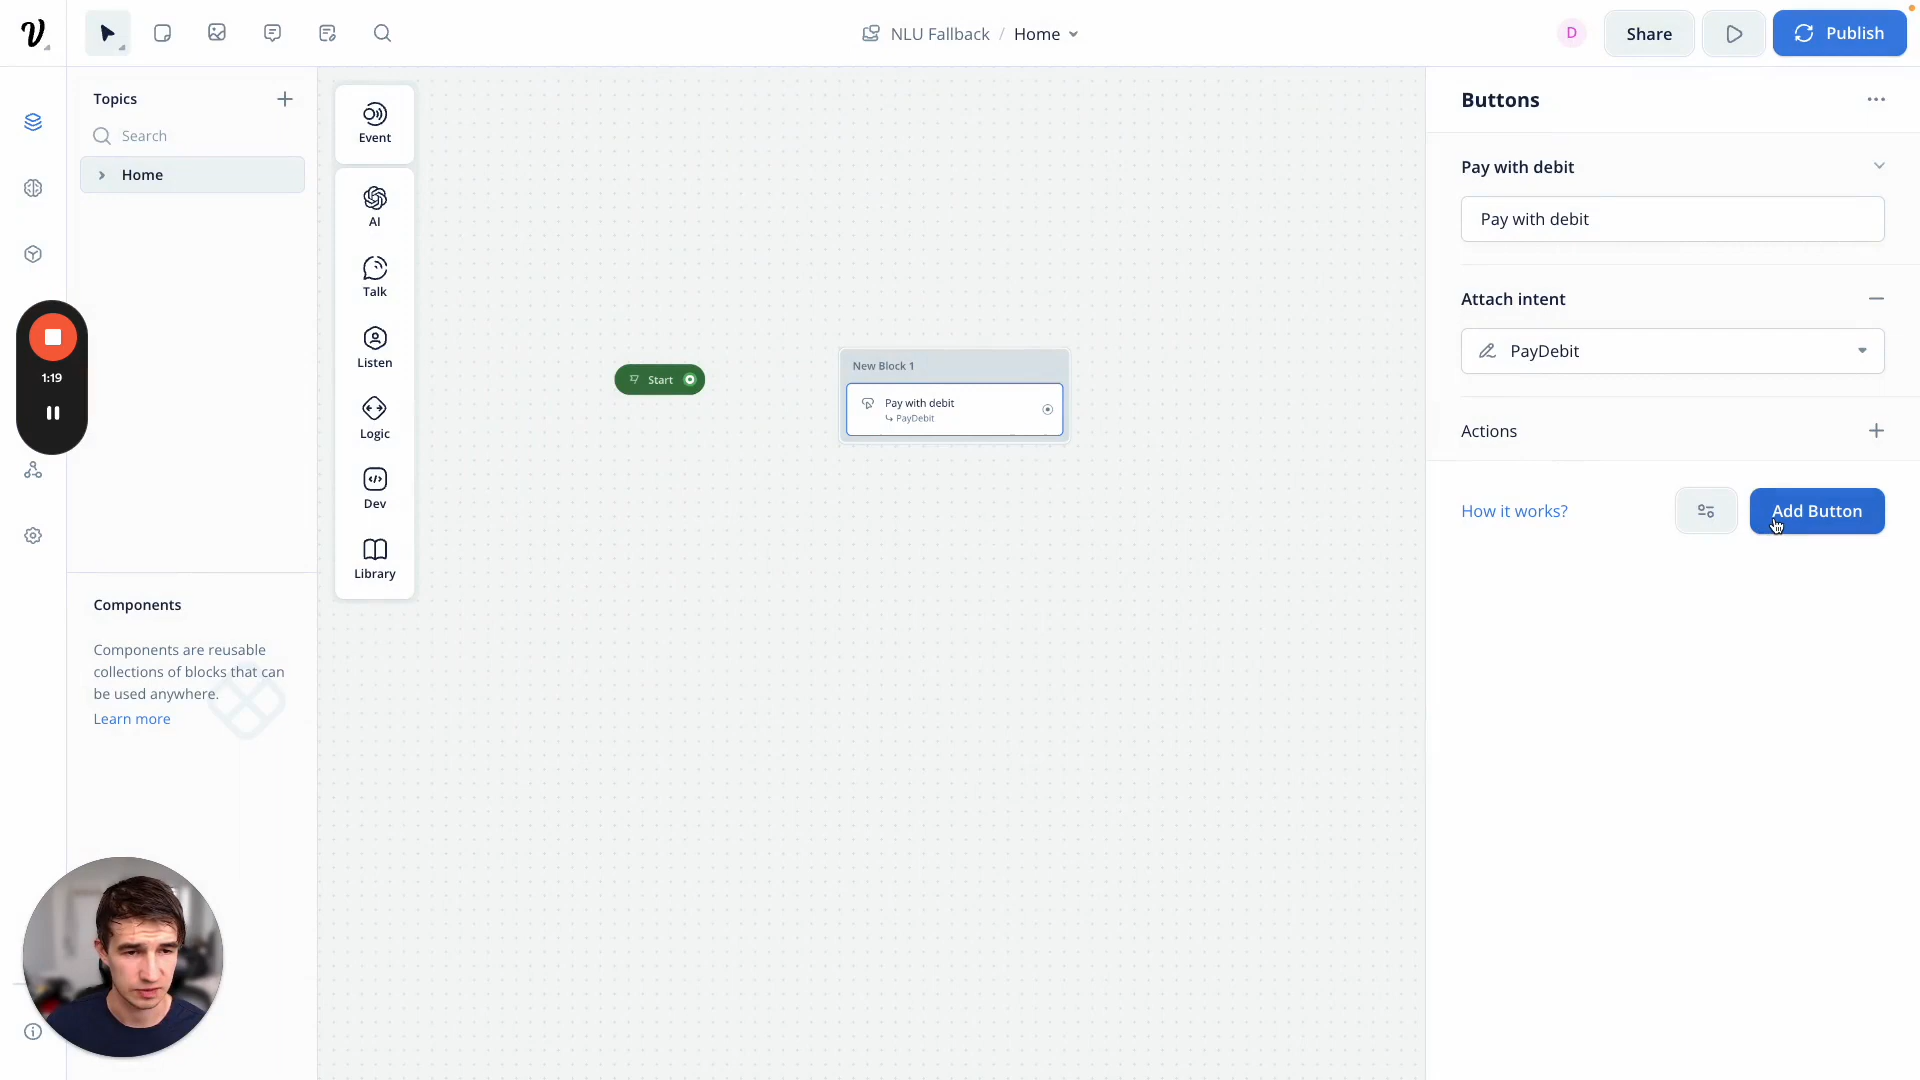 NLU Fallback / Home
D
Share
Publish
Topics
Search
Home
Event
AI
Talk
Listen
Logic
Dev
Library
1:19
Components
Components are reusable
collections of blocks that can
be used anywhere.
Learn more
Start
New Block 1
Pay with debit
PayDebit
Buttons
Pay with debit
Pay with debit
Attach intent
PayDebit
Actions
How it works?
Add Button